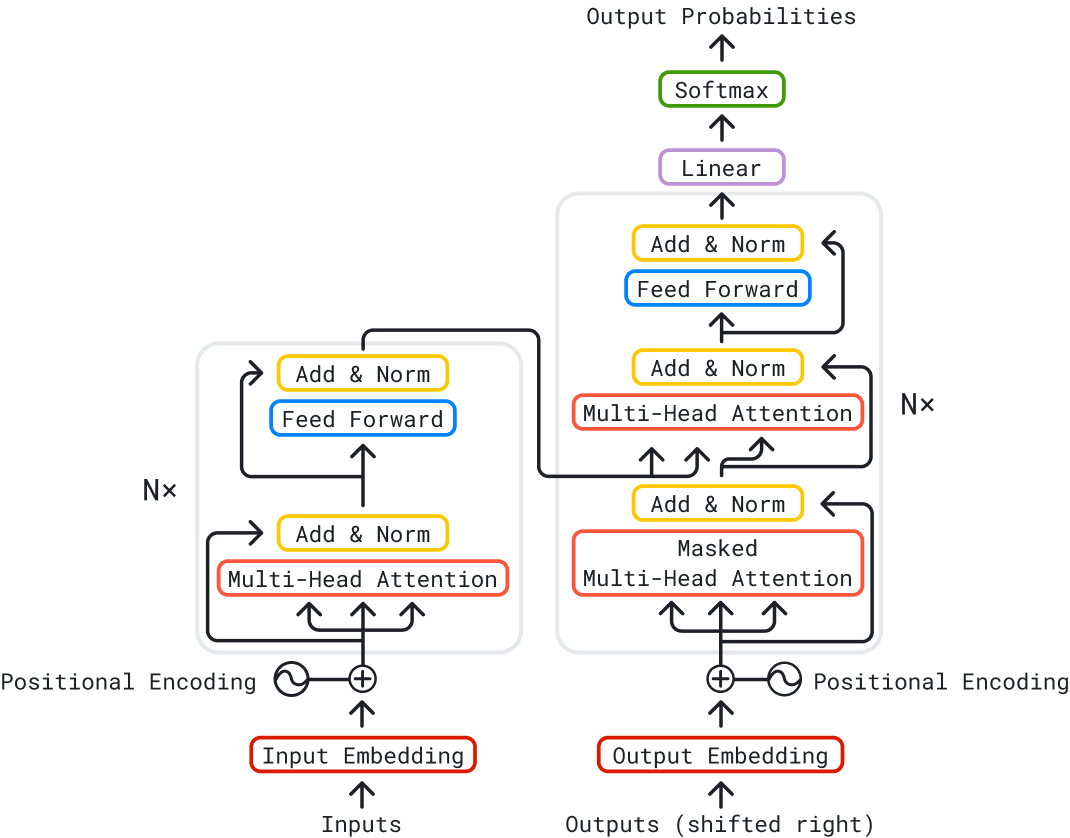 Output Probabilities
Softmax
Linear
Add & Norm
Feed Forward
Add & Norm
Multi-Head Attention
N×
Add & Norm
Masked
Multi-Head Attention
Add & Norm
Feed Forward
N×
Add & Norm
Multi-Head Attention
Positional Encoding
Positional Encoding
Input Embedding
Output Embedding
Inputs
Outputs (shifted right)